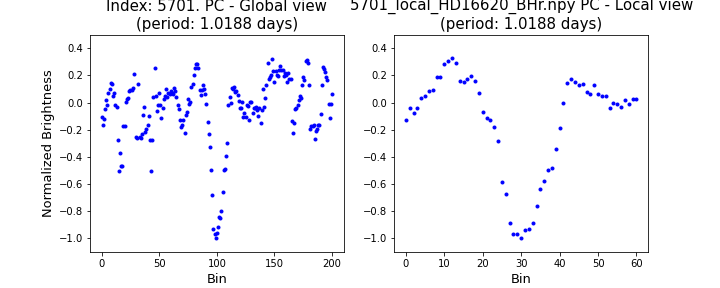 Index: 5701. PC - Global view
(period: 1.0188 days)
5701_local_HD16620_BHr.npy PC - Local view
(period: 1.0188 days)
Normalized Brightness
0.4
0.2
0.0
−0.2
−0.4
−0.6
−0.8
−1.0
0 50 100 150 200
Bin
0.4
0.2
0.0
−0.2
−0.4
−0.6
−0.8
−1.0
0 10 20 30 40 50 60
Bin